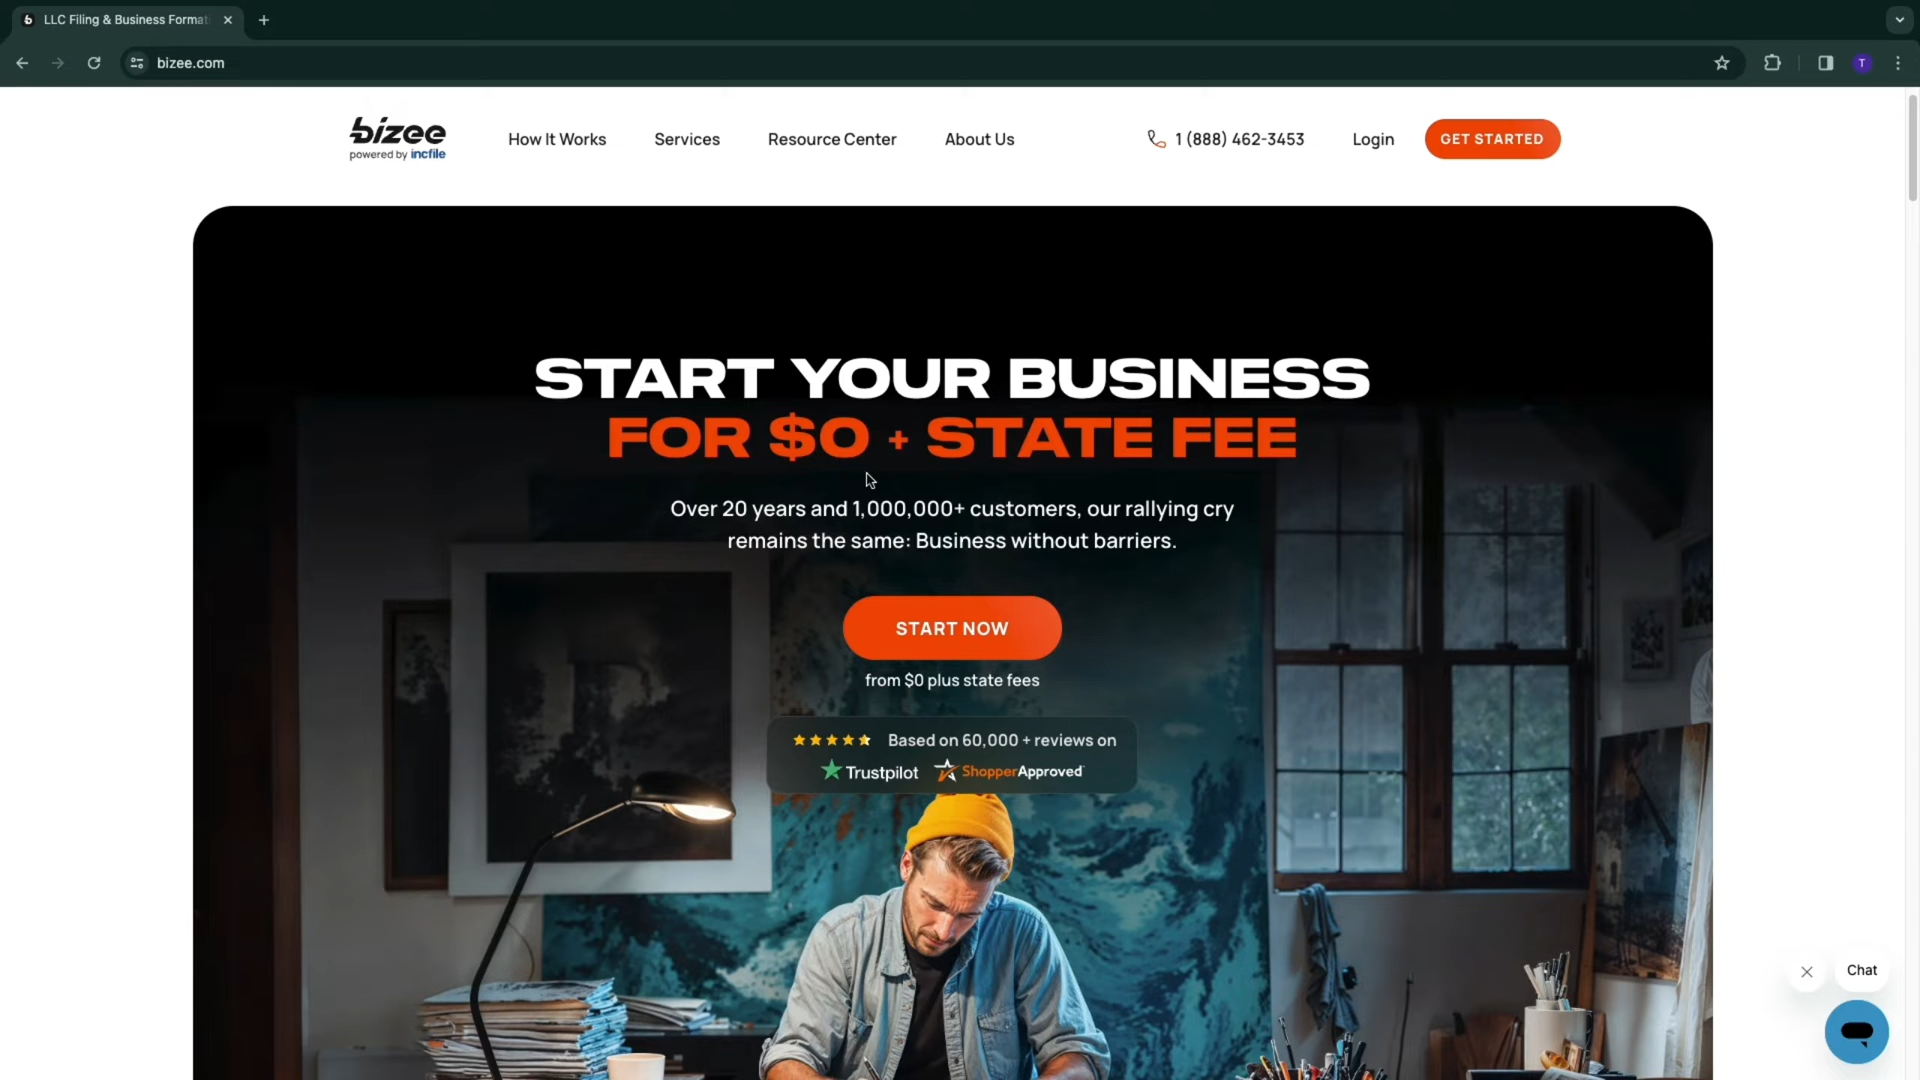 LLC Filing & Business Format
bizee.com
T
bizee
powered by incfile
How It Works
Services
Resource Center
About Us
1 (888) 462-3453
Login
GET STARTED
START YOUR BUSINESS
FOR $0 + STATE FEE
Over 20 years and 1,000,000+ customers, our rallying cry
remains the same: Business without barriers.
START NOW
from $0 plus state fees
Based on 60,000 + reviews on
Trustpilot ShopperApproved
Chat